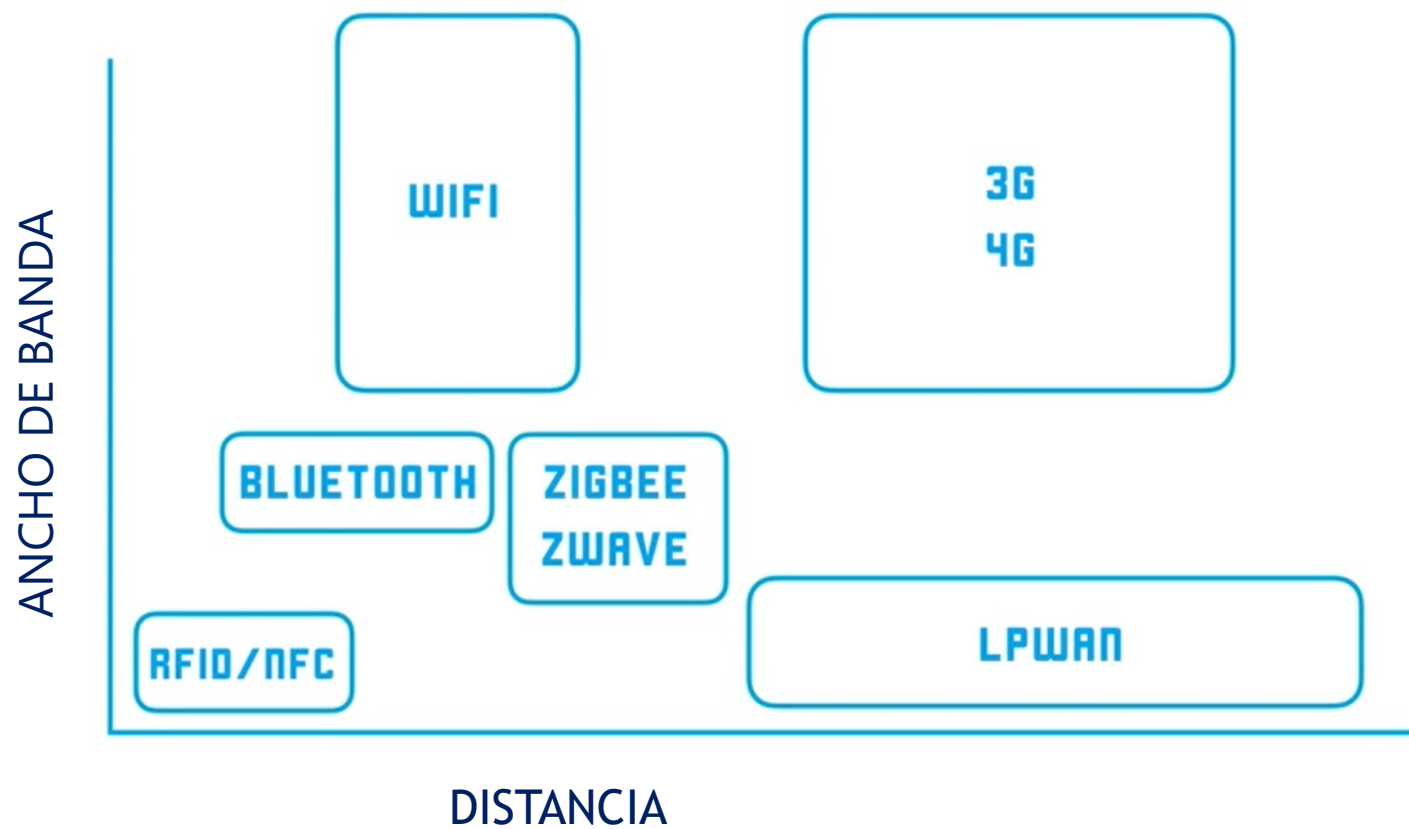 WIFI
3G
4G
ANCHO DE BANDA
BLUETOOTH
ZIGBEE
ZWAVE
RFID/NFC
LPWAN
DISTANCIA